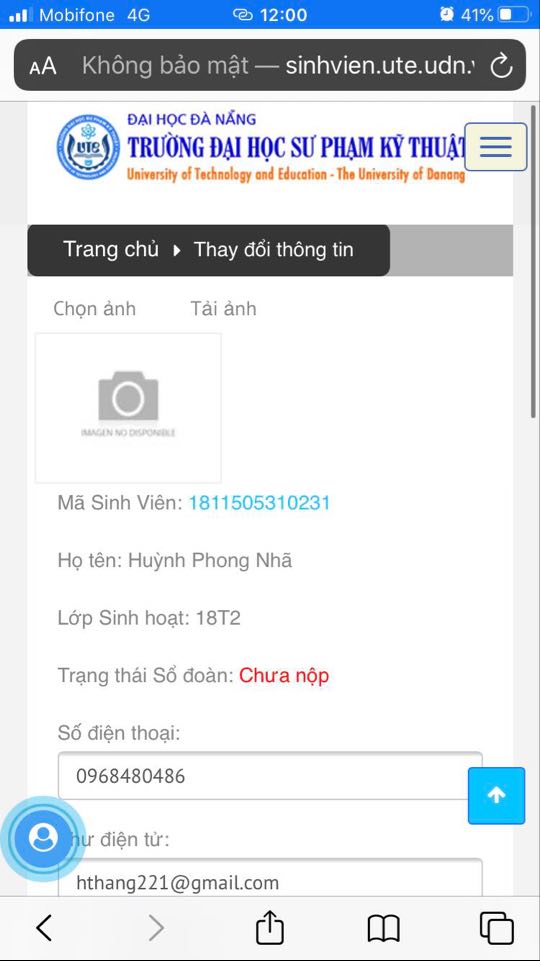 Mobifone 4G 12:00 41%
AA Không bảo mật — sinhvien.ute.udn.
ĐẠI HỌC ĐÀ NẴNG
UTE TRƯỜNG ĐẠI HỌC SƯ PHẠM KỸ THUẬT
University of Technology and Education - The University of Danang
Trang chủ Thay đổi thông tin
Chọn ảnh Tải ảnh
IMAGEN NO DISPONIBLE
Mã Sinh Viên: 1811505310231
Họ tên: Huỳnh Phong Nhã
Lớp Sinh hoạt: 18T2
Trạng thái Sổ đoàn: Chưa nộp
Số điện thoại:
0968480486
hư điện tử:
hthang221@gmail.com